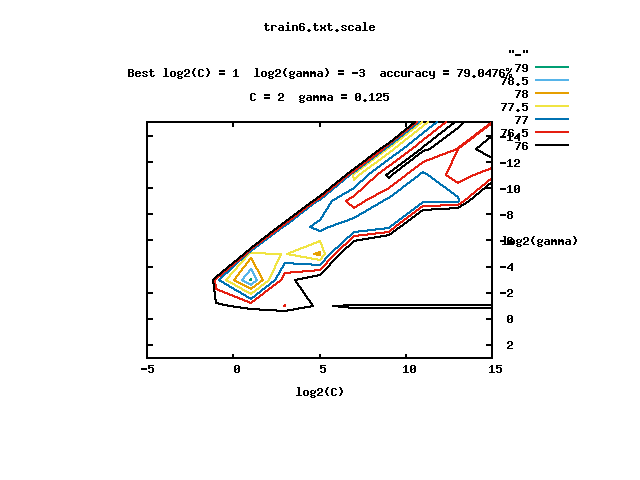 train6.txt.scale
"-"
Best log2(C) = 1 log2(gamma) = -3 accuracy = 79.0476%
79
78.5
C = 2 gamma = 0.125
78
77.5
77
76.5
76
-14
-12
-10
-8
log2(gamma)
-4
-2
0
2
-5 0 5 10 15
log2(C)